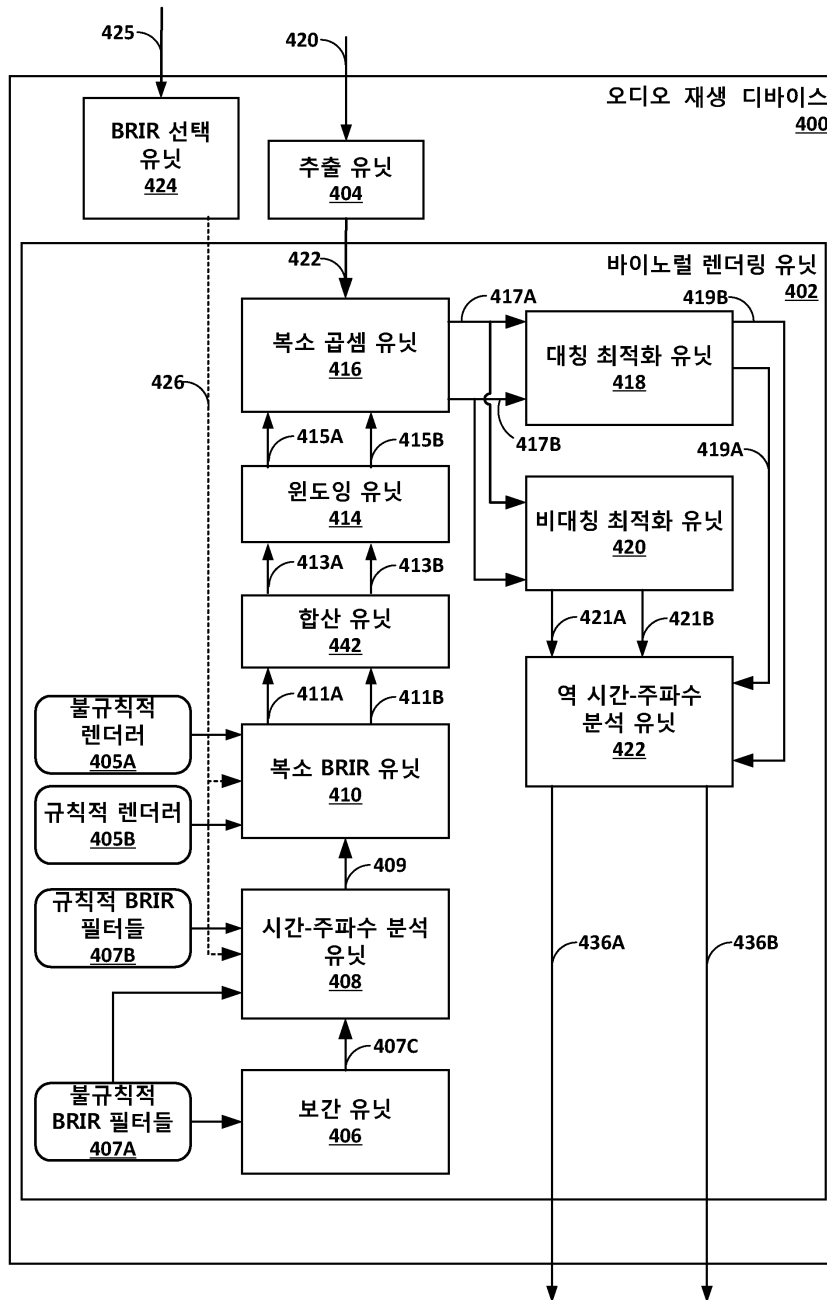 425
420
오디오 재생 디바이스
400
BRIR 선택
유닛
424
추출 유닛
404
422
바이노럴 렌더링 유닛
402
417A
419B
복소 곱셈 유닛
416
대칭 최적화 유닛
418
426
415A
415B
417B
419A
윈도잉 유닛
414
비대칭 최적화 유닛
420
413A
413B
합산 유닛
442
421A
421B
411A
411B
역 시간-주파수
분석 유닛
422
불규칙적
렌더러
405A
복소 BRIR 유닛
410
규칙적 렌더러
405B
409
규칙적 BRIR
필터들
407B
시간-주파수 분석
유닛
408
436A
436B
407C
불규칙적
BRIR 필터들
407A
보간 유닛
406